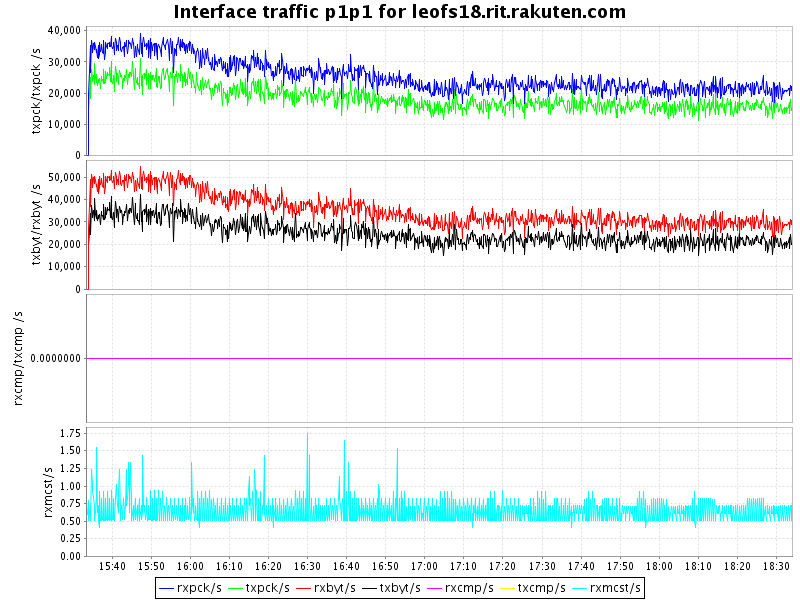 Interface traffic p1p1 for leofs18.rit.rakuten.com
txpck/txpck /s
40,000
30,000
20,000
10,000
0
txbyt/rxbyt /s
50,000
40,000
30,000
20,000
10,000
0
rxcmp/txcmp /s
0.0000000
rxmcst/s
1.75
1.50
1.25
1.00
0.75
0.50
0.25
0.00
15:40 15:50 16:00 16:10 16:20 16:30 16:40 16:50 17:00 17:10 17:20 17:30 17:40 17:50 18:00 18:10 18:20 18:30
rxpck/s txpck/s rxbyt/s txbyt/s rxcmp/s txcmp/s rxmcst/s